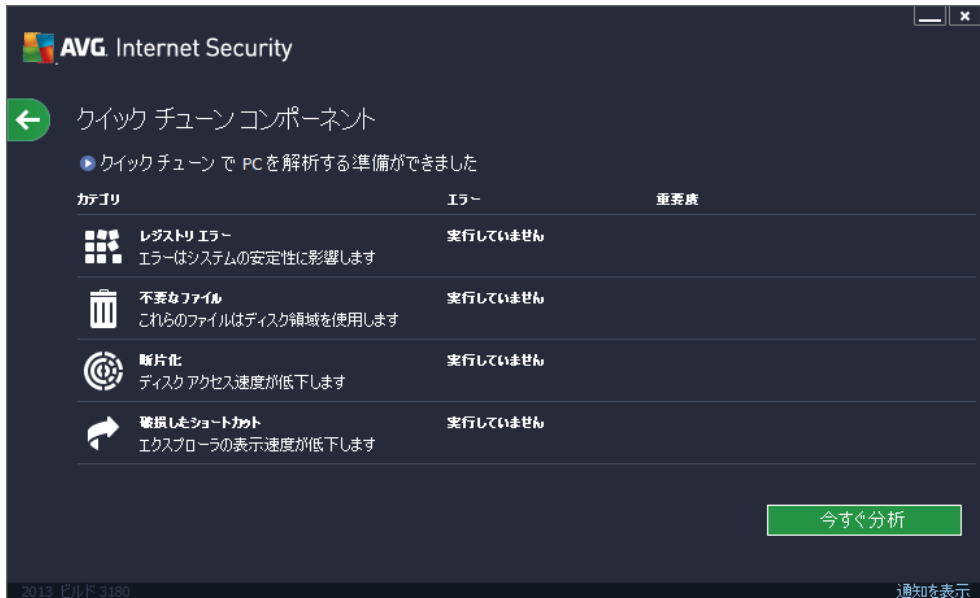 AVG. Internet Security
クイック チューン コンポーネント
クイック チューン で PCを解析する準備ができました
カテゴリ エラー 重要度
レジストリ エラー 実行していません
エラーはシステムの安定性に影響します
不要なファイル 実行していません
これらのファイルはディスク領域を使用します
断片化 実行していません
ディスク アクセス速度が低下します
破損したショートカット 実行していません
エクスプローラの表示速度が低下します
今すぐ分析
2013 ビルド 3180 通知を表示